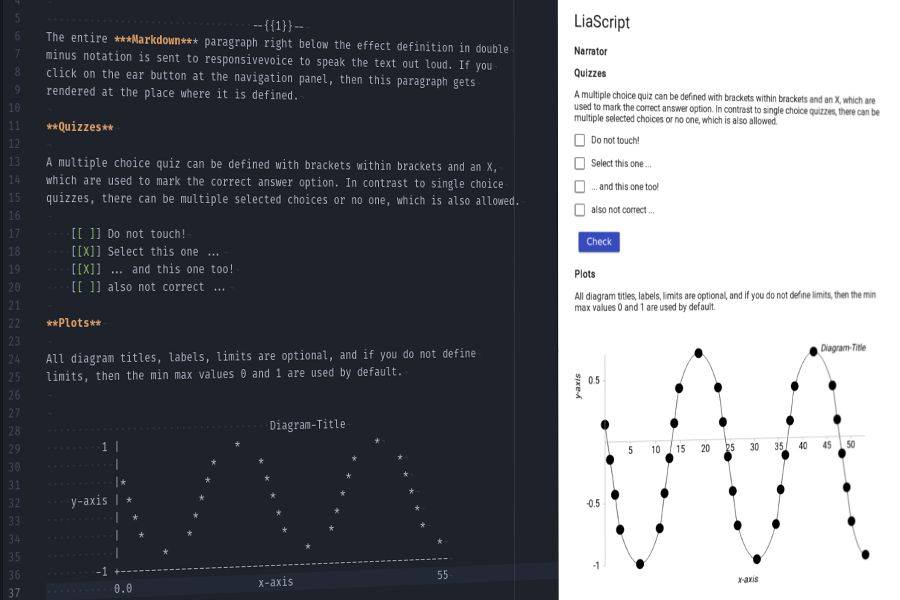 4
5 --{{1}}--
6 The entire ***Markdown*** paragraph right below the effect definition in double
7 minus notation is sent to responsivevoice to speak the text out loud. If you
8 click on the ear button at the navigation panel, then this paragraph gets
9 rendered at the place where it is defined.
10
11 **Quizzes**
12
13 A multiple choice quiz can be defined with brackets within brackets and an X,
14 which are used to mark the correct answer option. In contrast to single choice
15 quizzes, there can be multiple selected choices or no one, which is also allowed.
16
17 [[ ]] Do not touch!
18 [[X]] Select this one ...
19 [[X]] ... and this one too!
20 [[ ]] also not correct ...
21
22 **Plots**
23
24 All diagram titles, labels, limits are optional, and if you do not define
25 limits, then the min max values 0 and 1 are used by default.
26
27
28 Diagram-Title
29 1 | * *
30 | * * * *
31 |* * * * *
32 y-axis | * * * * *
33 | * * * * *
34 | * * * *
35 | * * *
36 -1 +--------------------------------------------------------
37 0.0 x-axis 55
LiaScript
Narrator
Quizzes
A multiple choice quiz can be defined with brackets within brackets and an X, which are
used to mark the correct answer option. In contrast to single choice quizzes, there can be
multiple selected choices or no one, which is also allowed.
Do not touch!
Select this one ...
... and this one too!
also not correct ...
Check
Plots
All diagram titles, labels, limits are optional, and if you do not define limits, then the min
max values 0 and 1 are used by default.
Diagram-Title
y-axis
0.5
5 10 15 20 25 30 35 40 45 50
-0.5
-1
x-axis